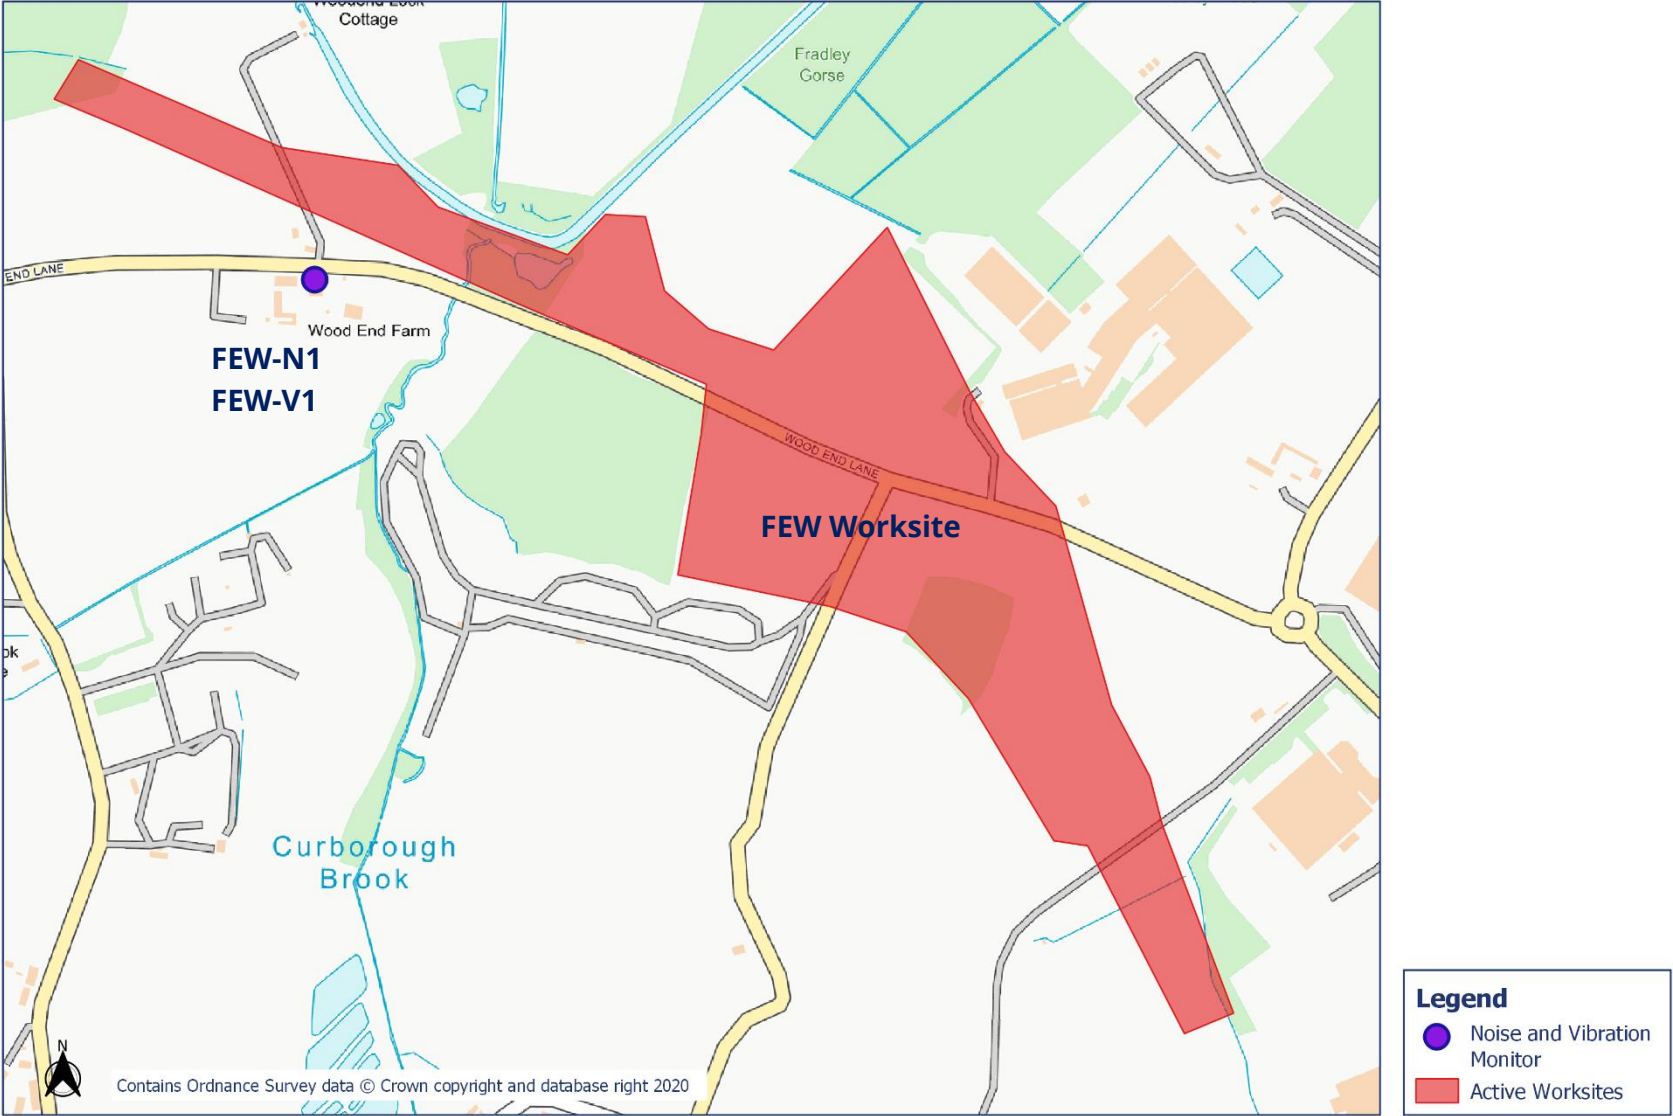 Cottage
Fradley
Gorse
END LANE
Wood End Farm
FEW-N1
FEW-V1
WOOD END LANE
FEW Worksite
ok
e
Curborough
Brook
N
Contains Ordnance Survey data © Crown copyright and database right 2020
Legend
Noise and Vibration
Monitor
Active Worksites